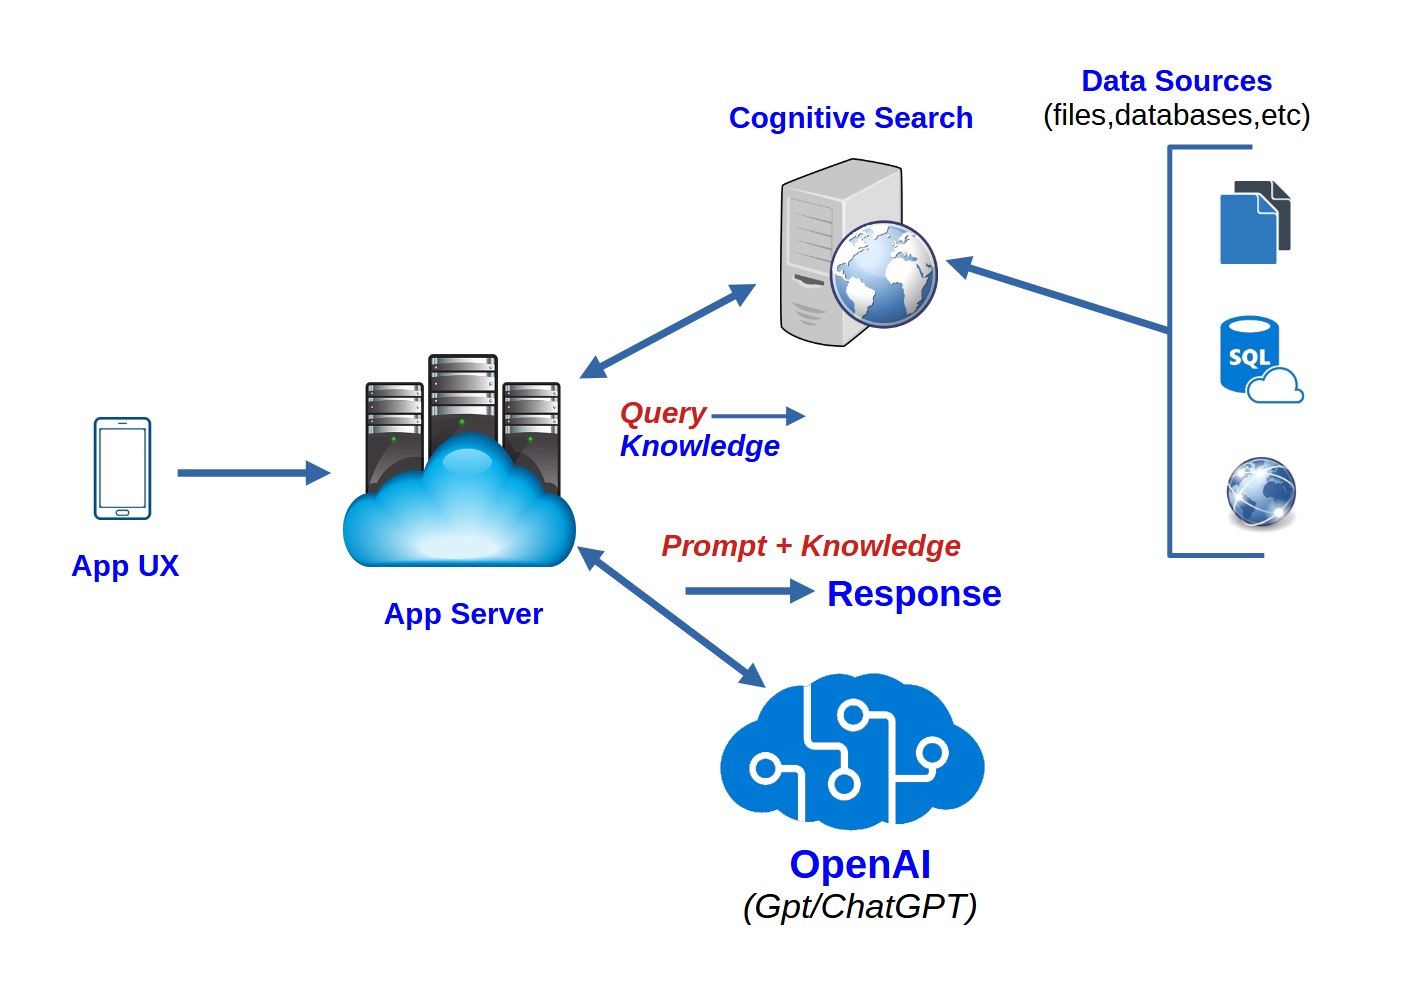 Data Sources
(files,databases,etc)
Cognitive Search
SQL
Query
Knowledge
App UX
App Server
Prompt + Knowledge
Response
OpenAI
(Gpt/ChatGPT)